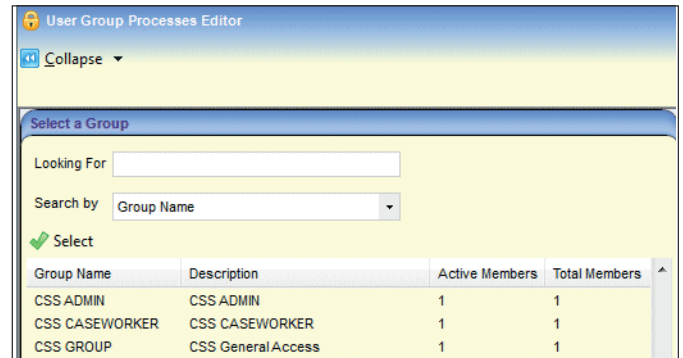 User Group Processes Editor
Collapse
Select a Group
Looking For
Search by Group Name
Select
Group Name Description Active Members Total Members
CSS ADMIN CSS ADMIN 1 1
CSS CASEWORKER CSS CASEWORKER 1 1
CSS GROUP CSS General Access 1 1